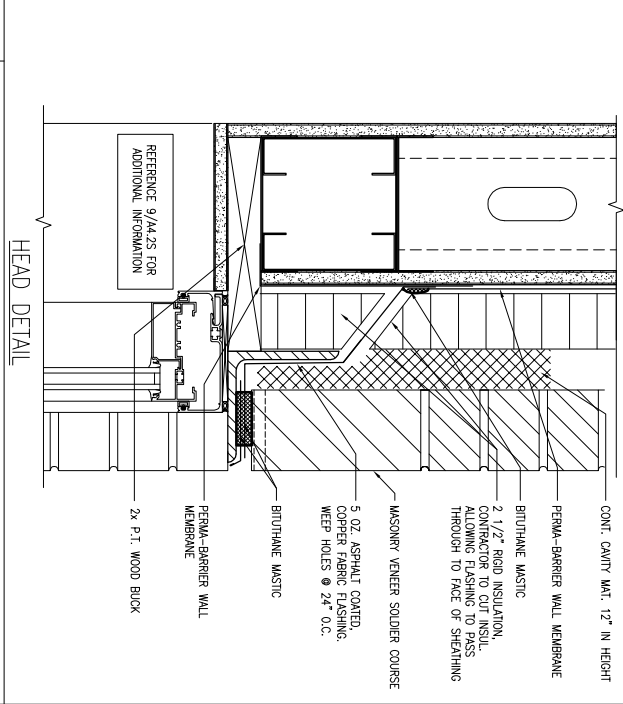 CONT. CAVITY MAT. 12" IN HEIGHT
PERMA-BARRIER WALL MEMBRANE
BITUTHANE MASTIC
2 1/2" RIGID INSULATION,
CONTRACTOR TO CUT INSUL.
ALLOWING FLASHING TO PASS
THROUGH TO FACE OF SHEATHING
MASONRY VENEER SOLDIER COURSE
5 OZ. ASPHALT COATED,
COPPER FABRIC FLASHING.
WEEP HOLES @ 24" O.C.
BITUTHANE MASTIC
PERMA-BARRIER WALL
MEMBRANE
2x P.T. WOOD BUCK
REFERENCE 9/A4.2S FOR
ADDITIONAL INFORMATION
HEAD DETAIL